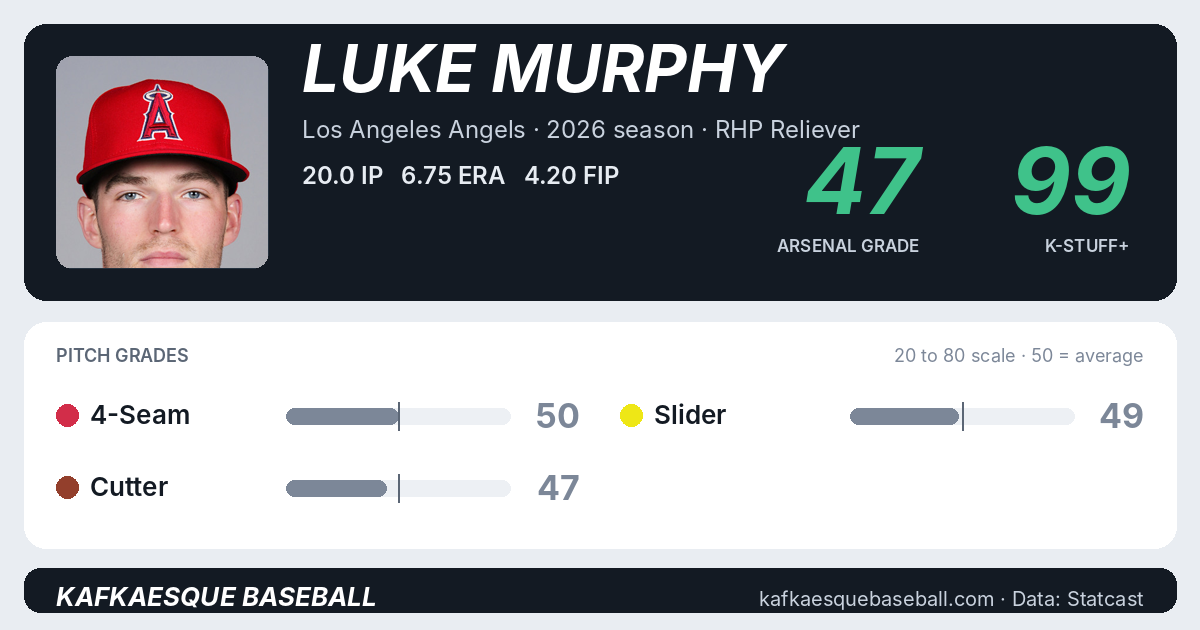 LUKE MURPHY
Los Angeles Angels · 2026 season · RHP Reliever
20.0 IP 6.75 ERA 4.20 FIP
47 99
ARSENAL GRADE K-STUFF+
PITCH GRADES 20 to 80 scale · 50 = average
4-Seam 50 Slider 49
Cutter 47
KAFKAESQUE BASEBALL kafkaesquebaseball.com · Data: Statcast